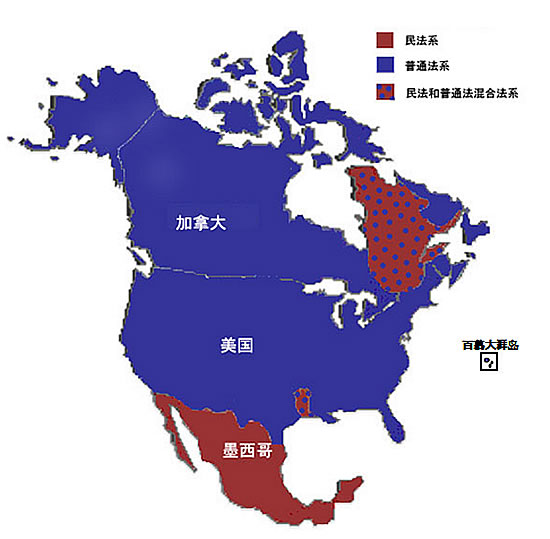 民法系
普通法系
民法和普通法混合法系
加拿大
美国
百慕大群岛
墨西哥